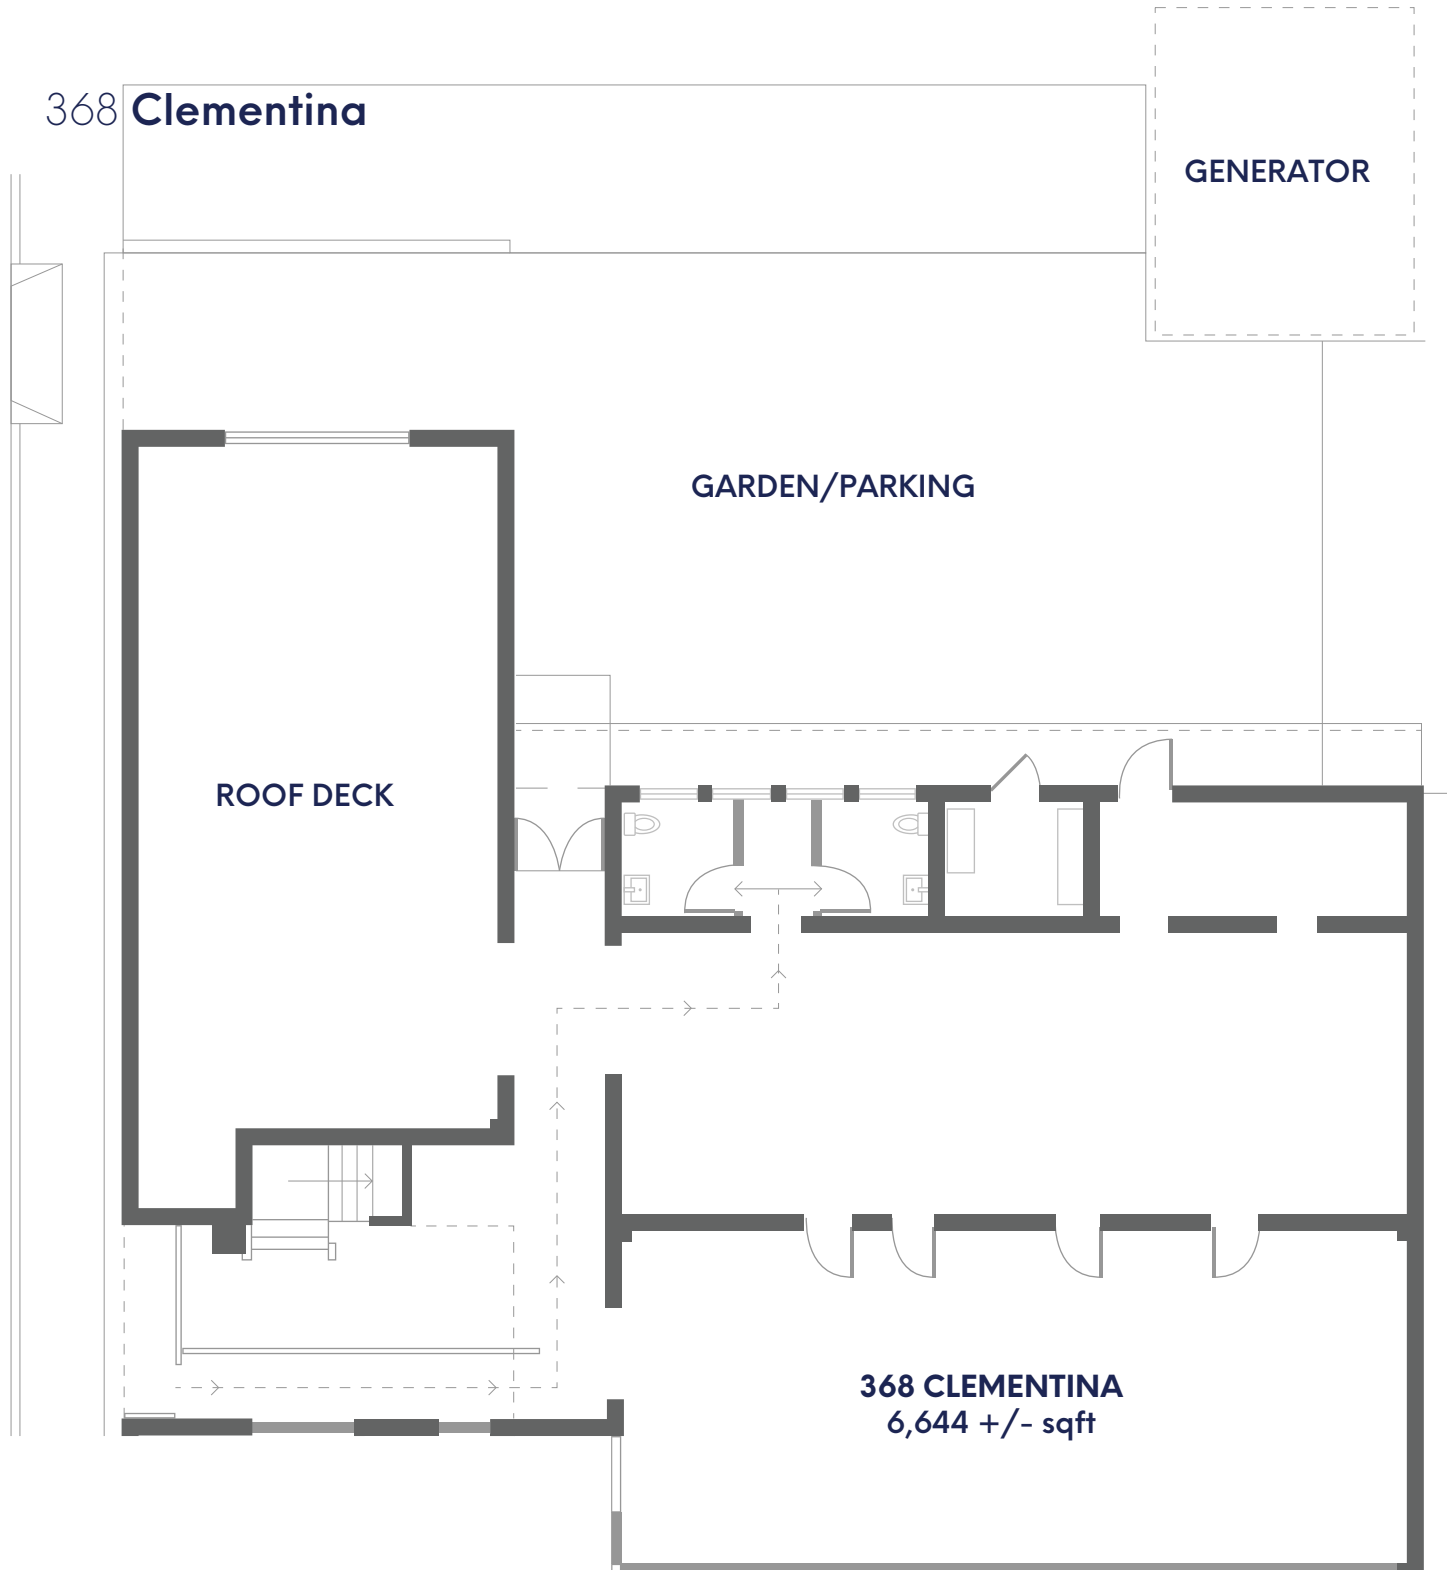 368 Clementina
GENERATOR
GARDEN/PARKING
ROOF DECK
368 CLEMENTINA
6,644 +/- sqft